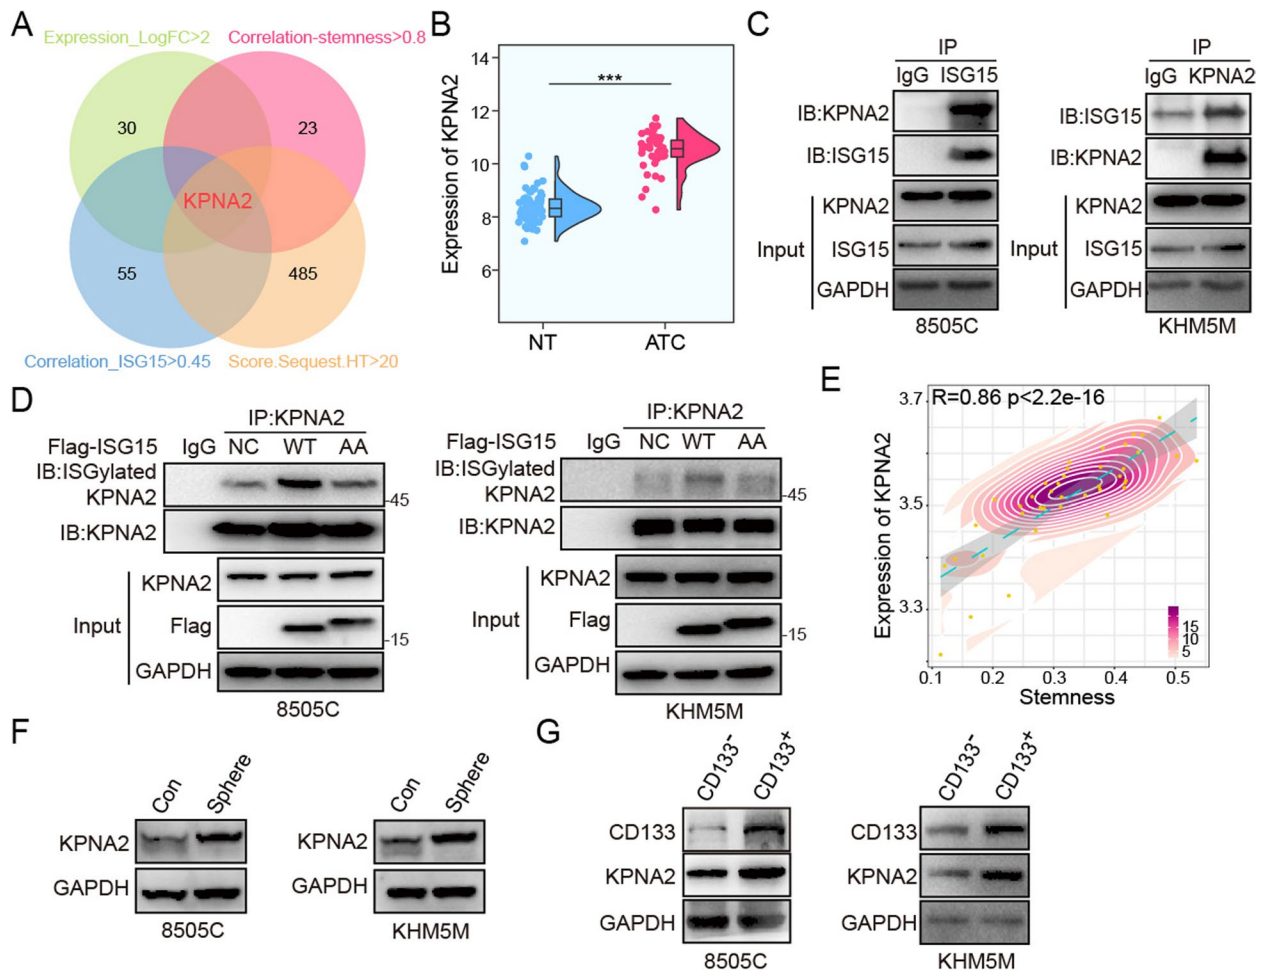 A
Expression_LogFC>2
Correlation-stemness>0.8
30
23
KPNA2
55
485
Correlation_ISG15>0.45
Score.Sequest.HT>20
B
Expression of KPNA2
14
12
10
8
6
***
NT
ATC
C
IP
IgG ISG15
IB:KPNA2
IB:ISG15
Input
KPNA2
ISG15
GAPDH
8505C
IP
IgG KPNA2
IB:ISG15
IB:KPNA2
Input
KPNA2
ISG15
GAPDH
KHM5M
D
IP:KPNA2
Flag-ISG15 IgG NC WT AA
IB:ISGylated
KPNA2
-45
IB:KPNA2
Input
KPNA2
Flag
-15
GAPDH
8505C
IP:KPNA2
Flag-ISG15 IgG NC WT AA
IB:ISGylated
KPNA2
-45
IB:KPNA2
Input
KPNA2
Flag
-15
GAPDH
KHM5M
E
R=0.86 p<2.2e-16
Expression of KPNA2
3.7
3.5
3.3
15
10
5
0.1 0.2 0.3 0.4 0.5
Stemness
F
Con Sphere
KPNA2
GAPDH
8505C
Con Sphere
KPNA2
GAPDH
KHM5M
G
CD133- CD133+
CD133
KPNA2
GAPDH
8505C
CD133- CD133+
CD133
KPNA2
GAPDH
KHM5M